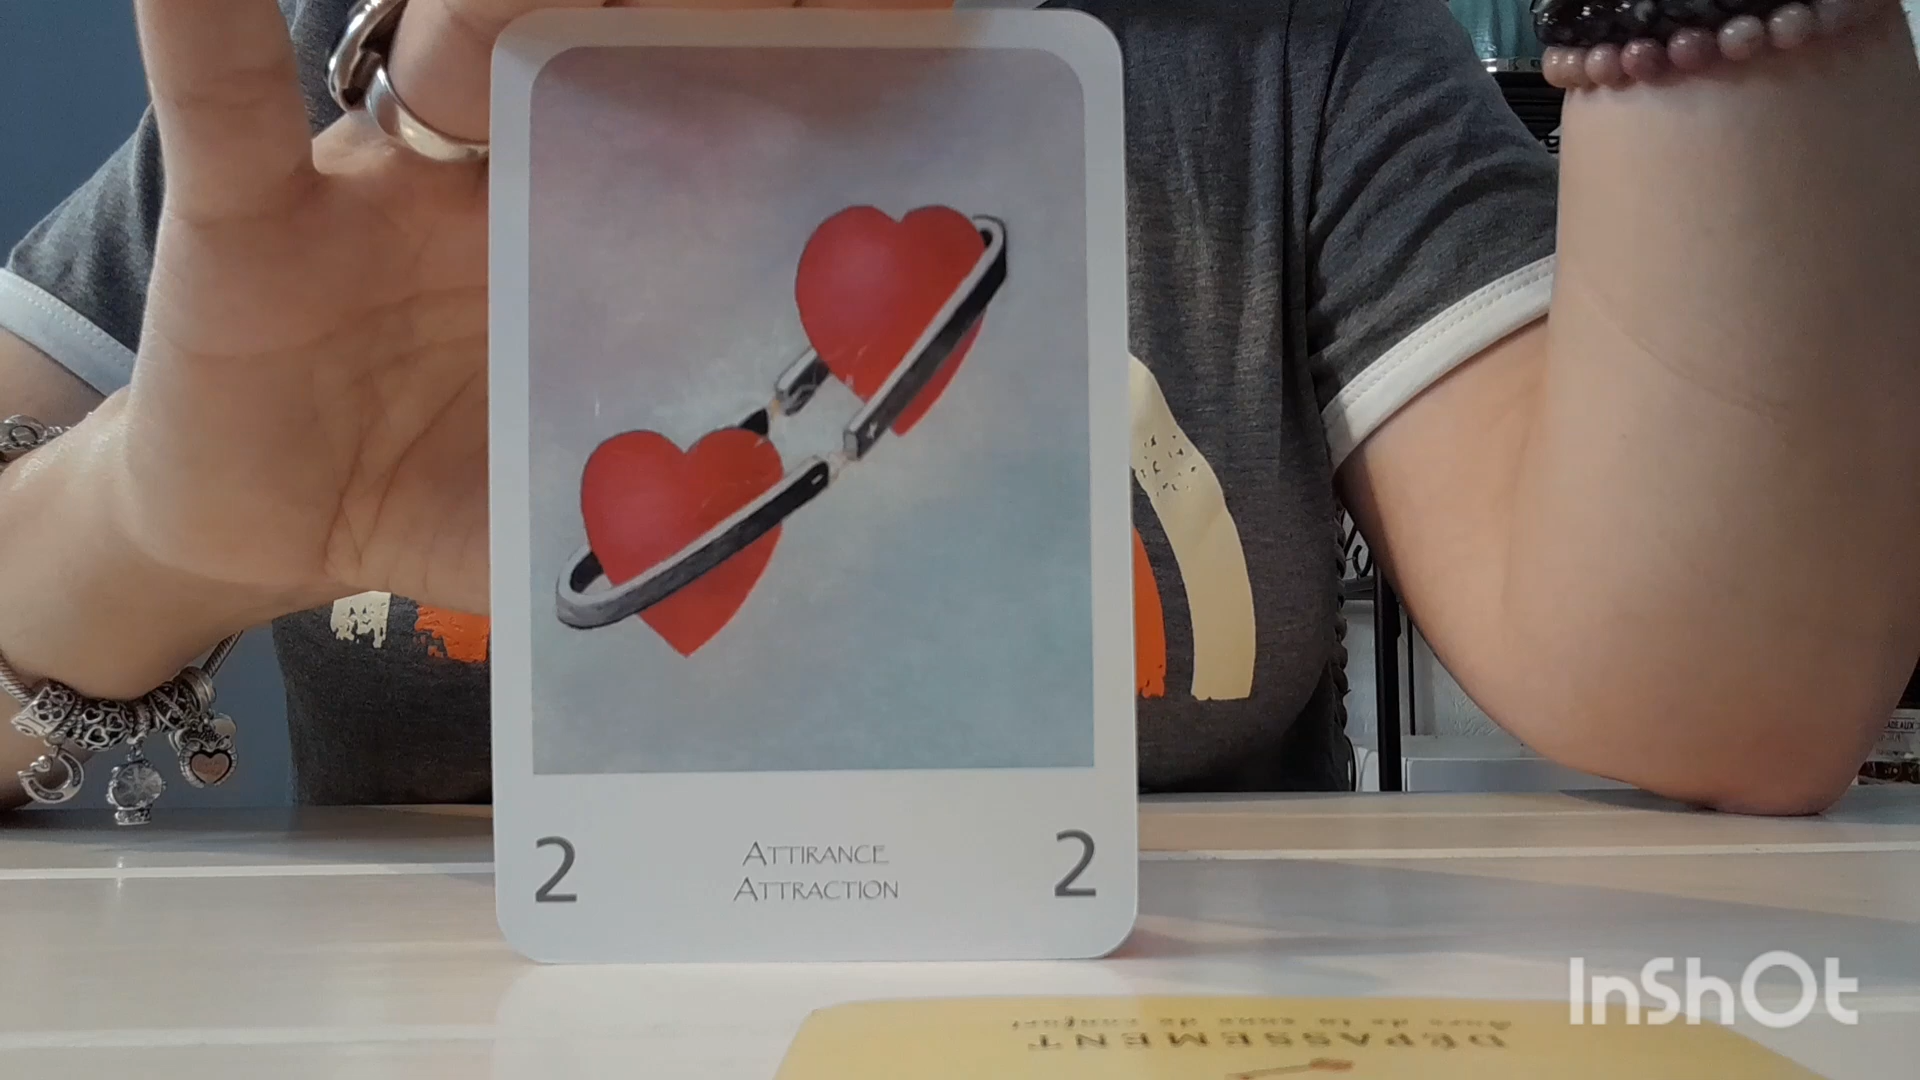 2
ATTIRANCE
ATTRACTION
2
InShOt
DÉPASSEMENT